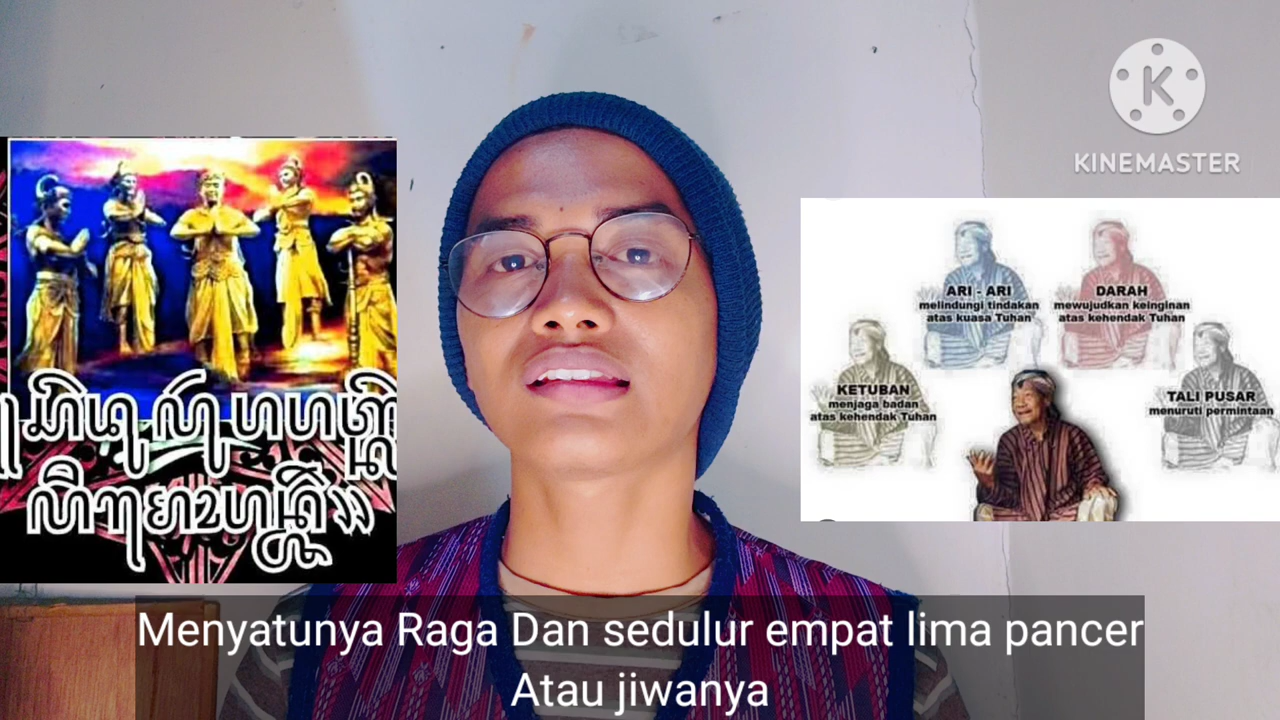 KINEMASTER
ARI - ARI
melindungi tindakan
atas kuasa Tuhan
DARAH
mewujudkan keinginan
atas kehendak Tuhan
KETUBAN
menjaga badan
atas kehendak Tuhan
TALI PUSAR
menuruti permintaan
Menyatunya Raga Dan sedulur empat lima pancer
Atau jiwanya